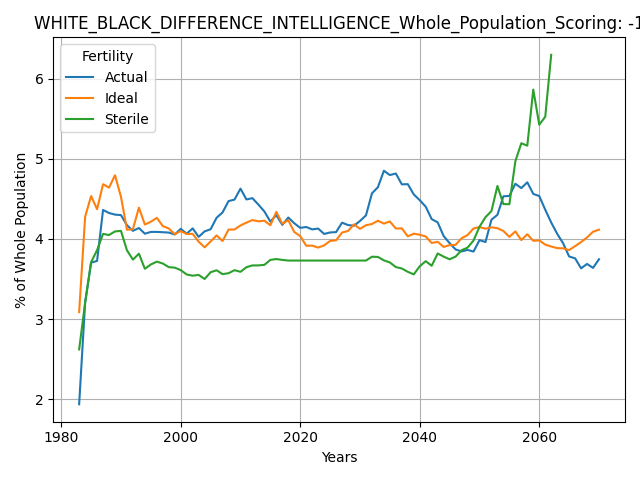 WHITE_BLACK_DIFFERENCE_INTELLIGENCE_Whole_Population_Scoring: -1
Fertility
Actual
Ideal
Sterile
% of Whole Population
6
5
4
3
2
1980 2000 2020 2040 2060
Years